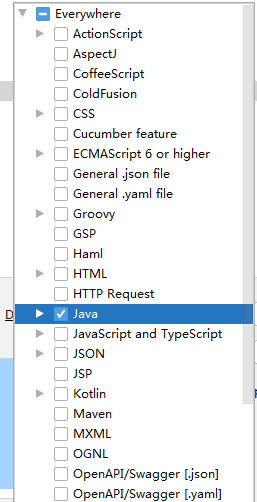 Everywhere
ActionScript
AspectJ
CoffeeScript
ColdFusion
CSS
Cucumber feature
ECMAScript 6 or higher
General .json file
General .yaml file
Groovy
GSP
Haml
HTML
HTTP Request
D
Java
JavaScript and TypeScript
JSON
JSP
Kotlin
Maven
MXML
OGNL
OpenAPI/Swagger [.json]
OpenAPI/Swagger [.yaml]